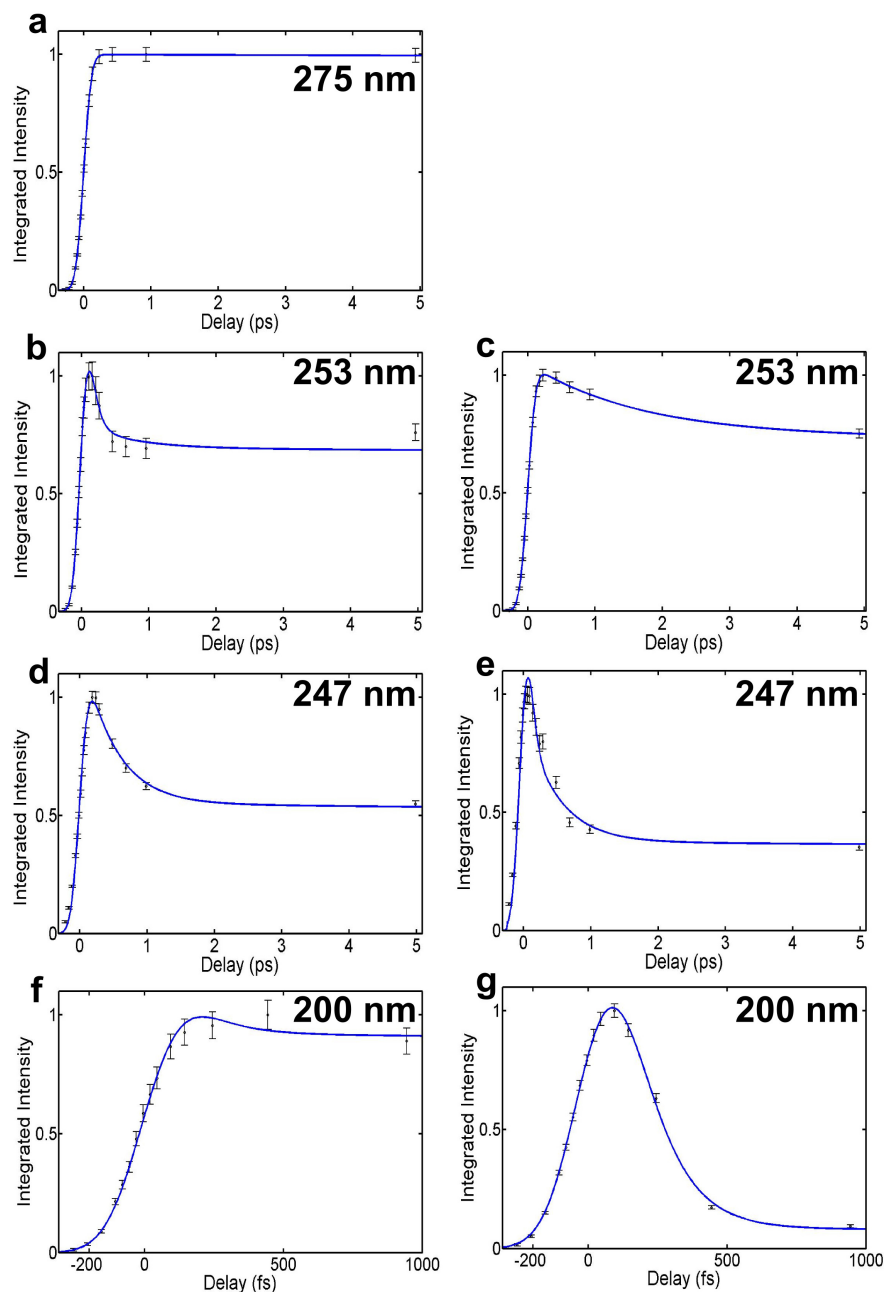 a
275 nm
Integrated Intensity
1
0.5
0
0 1 2 3 4 5
Delay (ps)
b
253 nm
Integrated Intensity
1
0.5
0
0 1 2 3 4 5
Delay (ps)
c
253 nm
Integrated Intensity
1
0.5
0
0 1 2 3 4 5
Delay (ps)
d
247 nm
Integrated Intensity
1
0.5
0
0 1 2 3 4 5
Delay (ps)
e
247 nm
Integrated Intensity
1
0.5
0
0 1 2 3 4 5
Delay (ps)
f
200 nm
Integrated Intensity
1
0.5
0
-200 0 500 1000
Delay (fs)
g
200 nm
Integrated Intensity
1
0.5
0
-200 0 500 1000
Delay (fs)